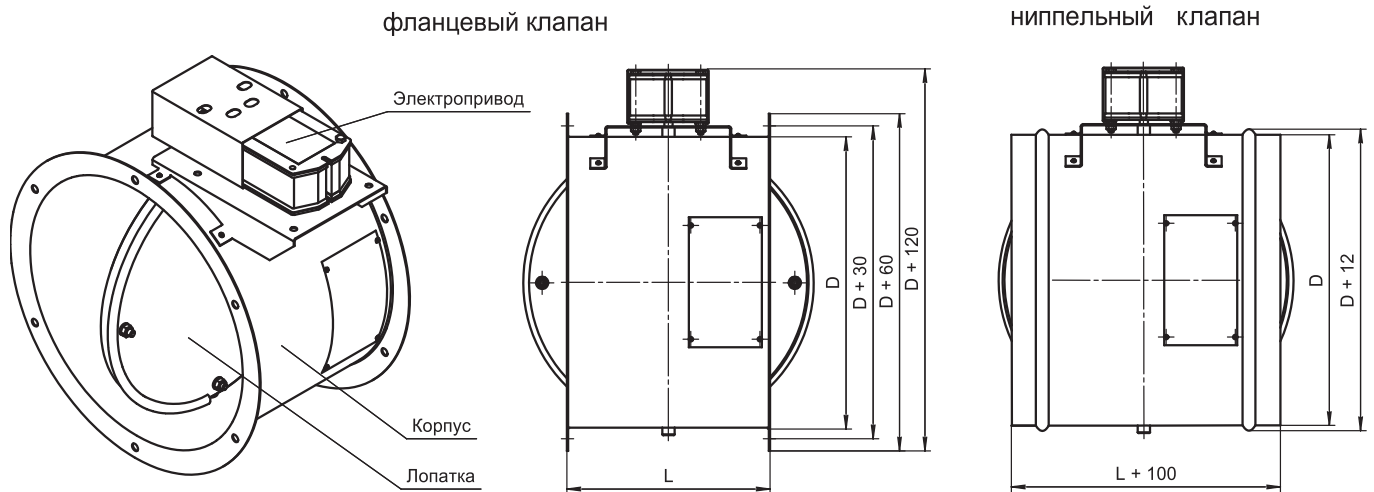 фланцевый клапан
ниппельный клапан
Электропривод
Корпус
Лопатка
D
D + 30
D + 60
D + 120
L
D
D + 12
L + 100